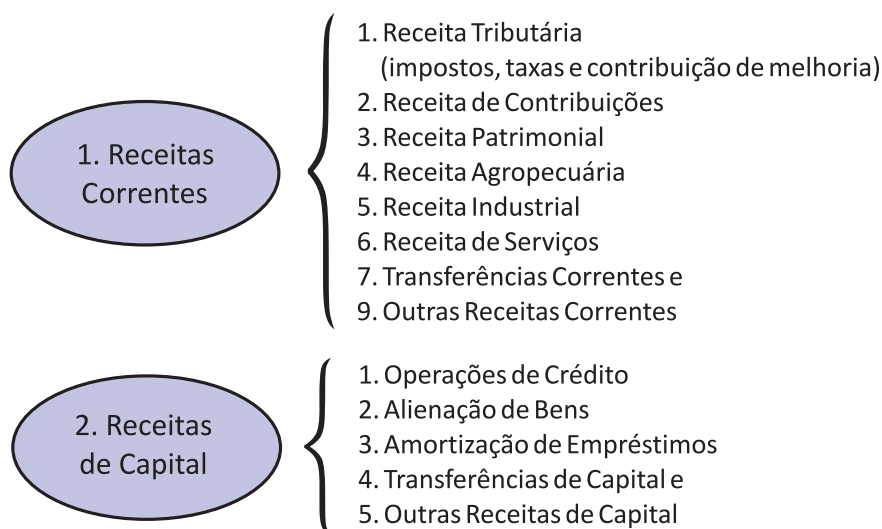 1. Receitas
Correntes
1. Receita Tributária
(impostos, taxas e contribuição de melhoria)
2. Receita de Contribuições
3. Receita Patrimonial
4. Receita Agropecuária
5. Receita Industrial
6. Receita de Serviços
7. Transferências Correntes e
9. Outras Receitas Correntes
2. Receitas
de Capital
1. Operações de Crédito
2. Alienação de Bens
3. Amortização de Empréstimos
4. Transferências de Capital e
5. Outras Receitas de Capital